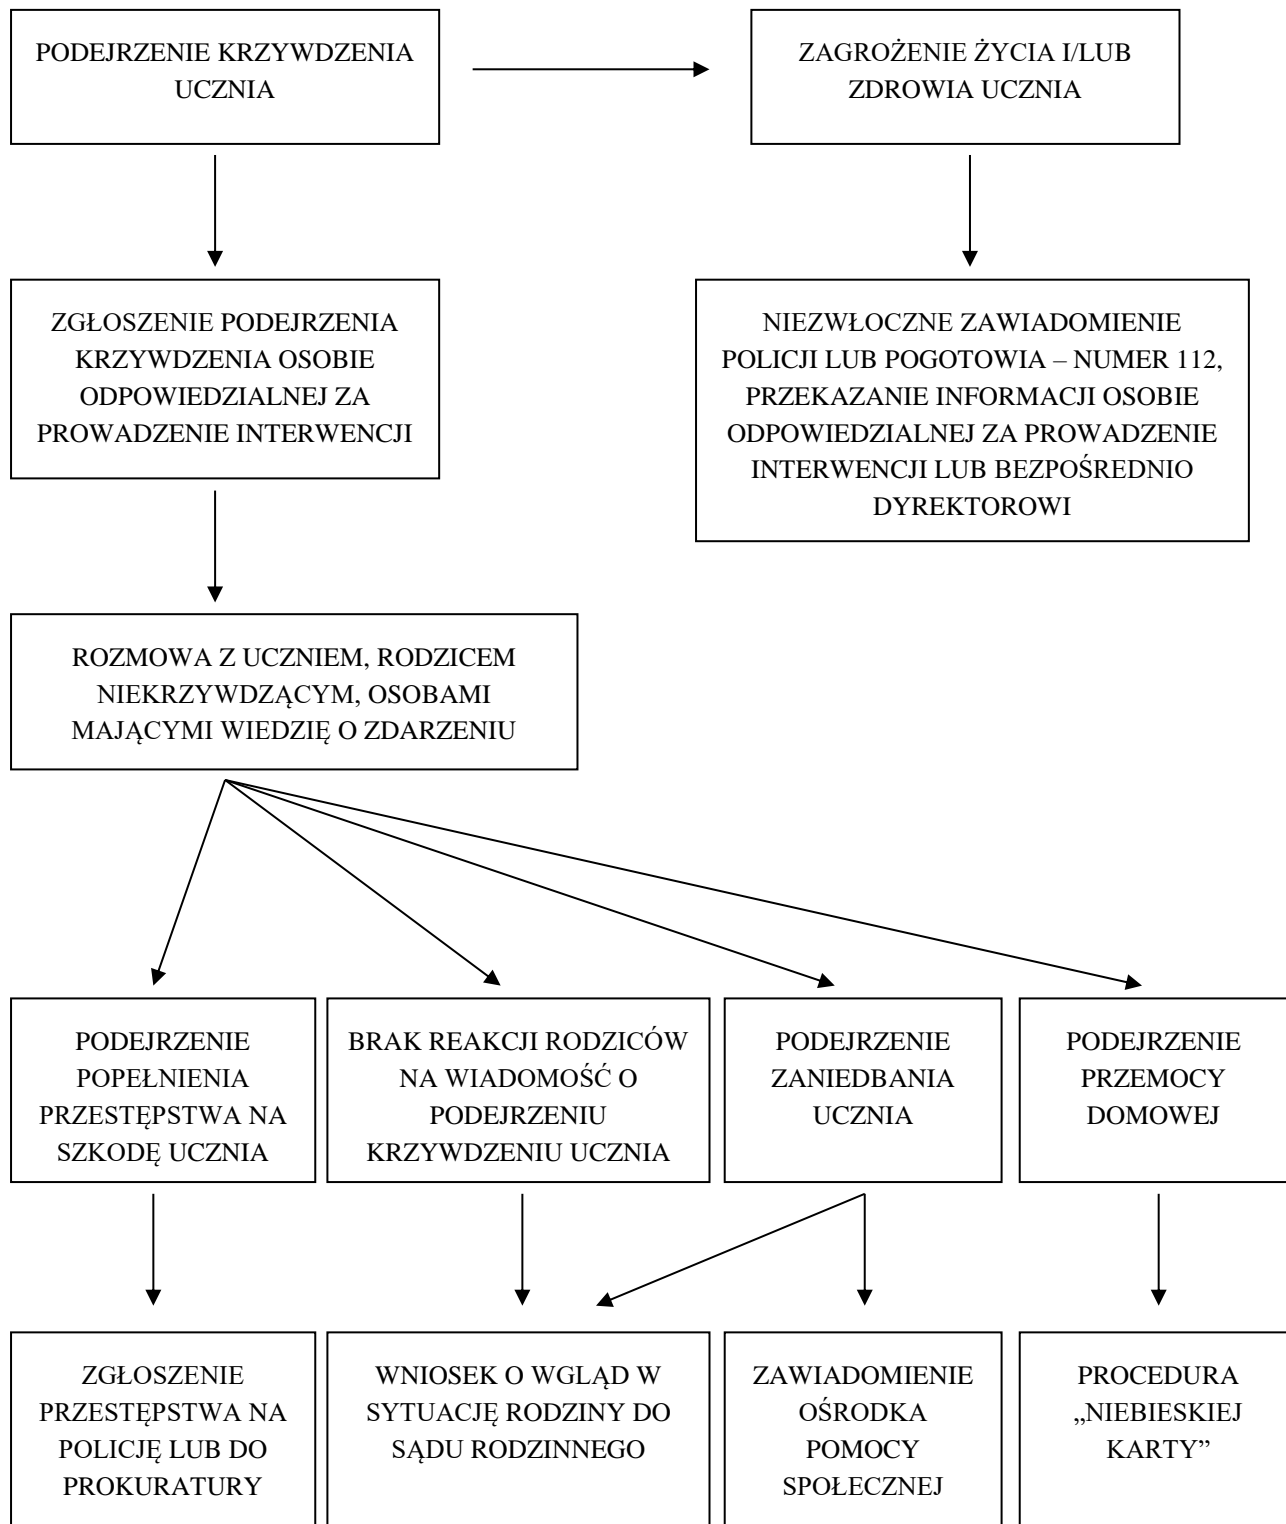 PODEJRZENIE KRZYWDZENIA
UCZNIA
ZAGROŻENIE ŻYCIA I/LUB
ZDROWIA UCZNIA
ZGŁOSZENIE PODEJRZENIA
KRZYWDZENIA OSOBIE
ODPOWIEDZIALNEJ ZA
PROWADZENIE INTERWENCJI
NIEZWŁOCZNE ZAWIADOMIENIE
POLICJI LUB POGOTOWIA – NUMER 112,
PRZEKAZANIE INFORMACJI OSOBIE
ODPOWIEDZIALNEJ ZA PROWADZENIE
INTERWENCJI LUB BEZPOŚREDNIO
DYREKTOROWI
ROZMOWA Z UCZNIEM, RODZICEM
NIEKRZYWDZĄCYM, OSOBAMI
MAJĄCYMI WIEDZIĘ O ZDARZENIU
PODEJRZENIE
POPEŁNIENIA
PRZESTĘPSTWA NA
SZKODĘ UCZNIA
BRAK REAKCJI RODZICÓW
NA WIADOMOŚĆ O
PODEJRZENIU
KRZYWDZENIU UCZNIA
PODEJRZENIE
ZANIEDBANIA
UCZNIA
PODEJRZENIE
PRZEMOCY
DOMOWEJ
ZGŁOSZENIE
PRZESTĘPSTWA NA
POLICJĘ LUB DO
PROKURATURY
WNIOSEK O WGLĄD W
SYTUACJĘ RODZINY DO
SĄDU RODZINNEGO
ZAWIADOMIENIE
OŚRODKA
POMOCY
SPOŁECZNEJ
PROCEDURA
„NIEBIESKIEJ
KARTY”